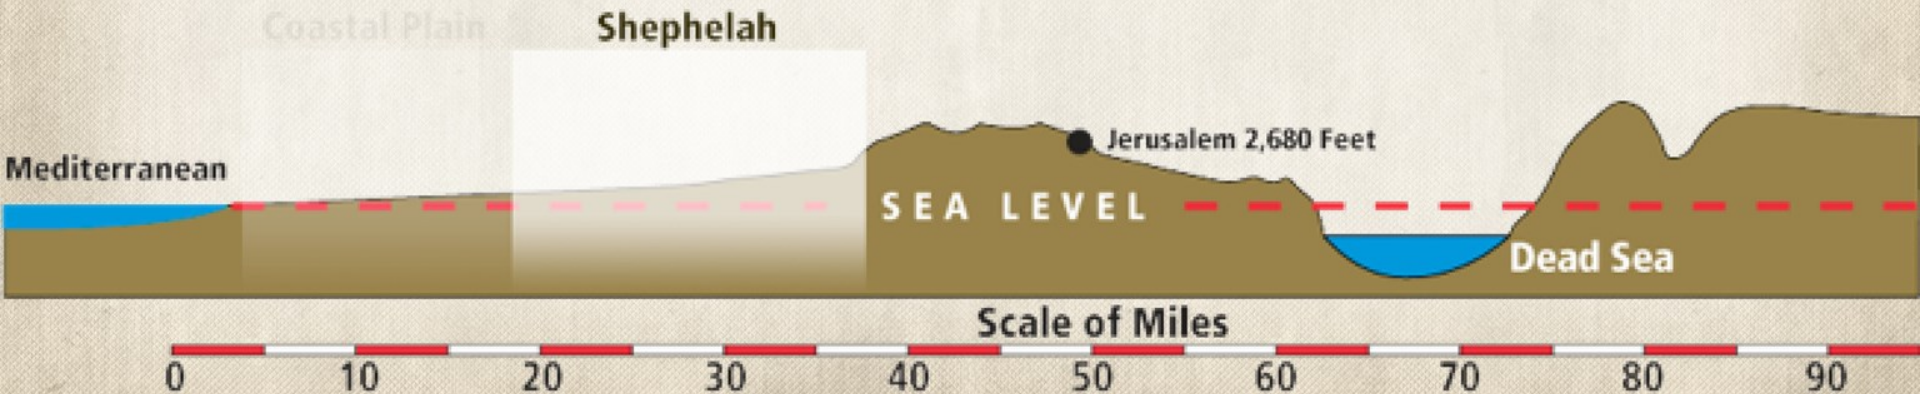 Coastal Plain
Shephelah
Jerusalem 2,680 Feet
Mediterranean
SEA LEVEL
Dead Sea
Scale of Miles
0 10 20 30 40 50 60 70 80 90